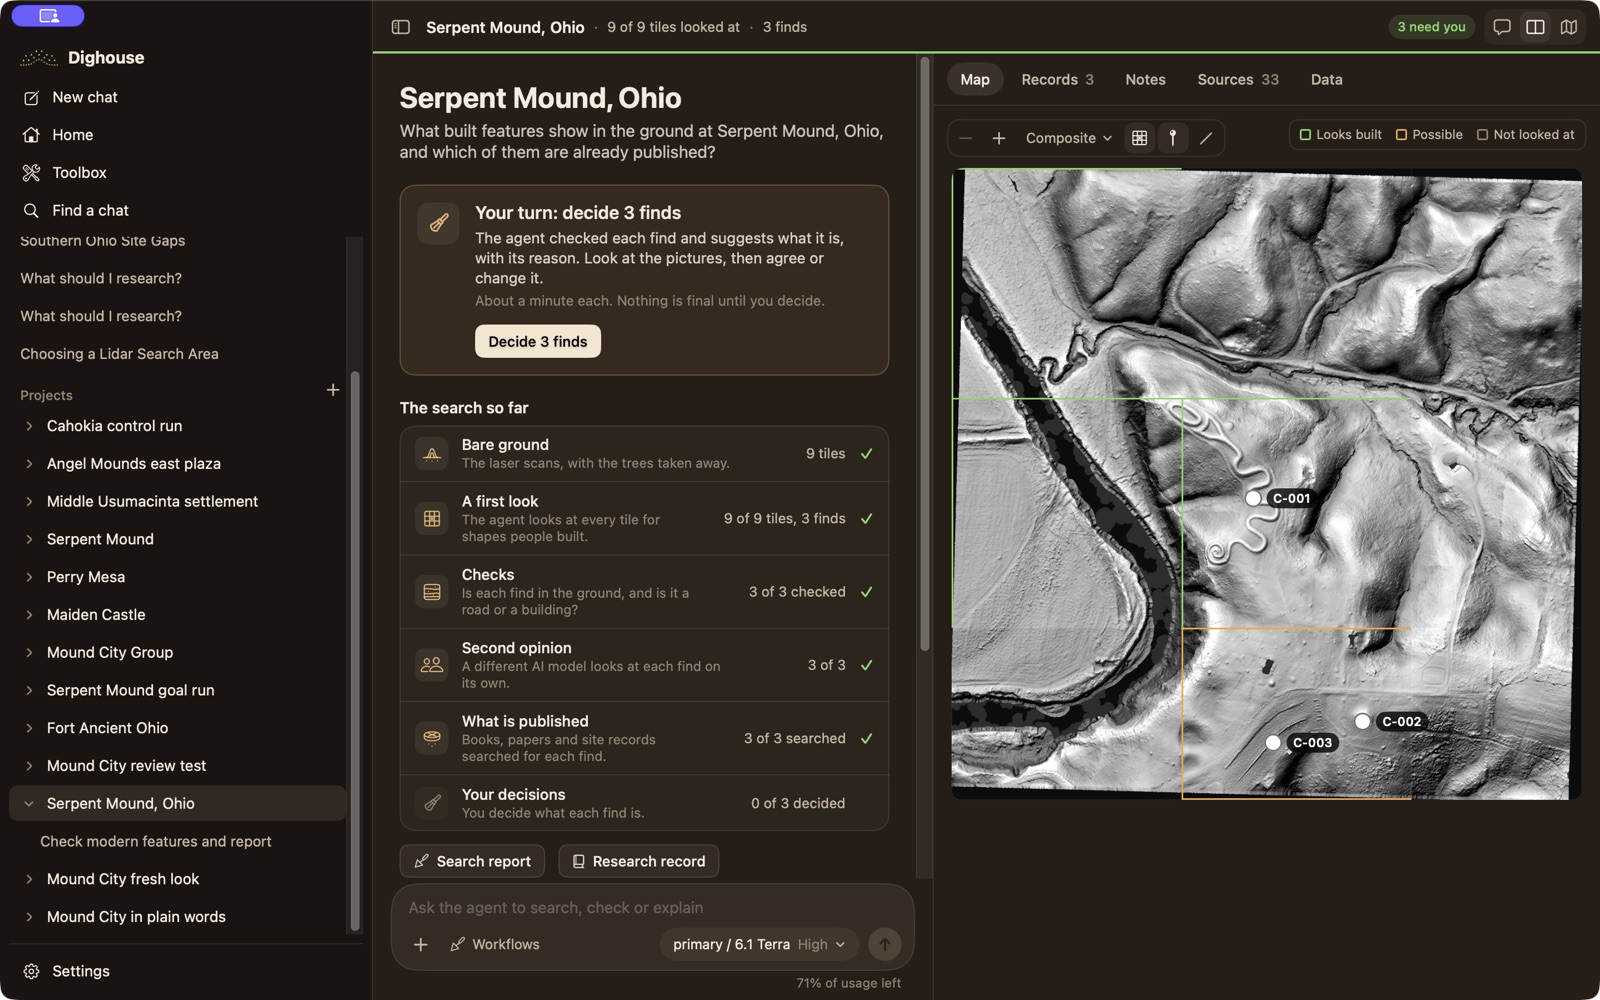 Dighouse
New chat
Home
Toolbox
Find a chat
Southern Ohio Site Gaps
What should I research?
What should I research?
Choosing a Lidar Search Area
Projects
Cahokia control run
Angel Mounds east plaza
Middle Usumacinta settlement
Serpent Mound
Perry Mesa
Maiden Castle
Mound City Group
Serpent Mound goal run
Fort Ancient Ohio
Mound City review test
Serpent Mound, Ohio
Check modern features and report
Mound City fresh look
Mound City in plain words
Settings
Serpent Mound, Ohio · 9 of 9 tiles looked at · 3 finds
3 need you
Serpent Mound, Ohio
What built features show in the ground at Serpent Mound, Ohio,
and which of them are already published?
Your turn: decide 3 finds
The agent checked each find and suggests what it is,
with its reason. Look at the pictures, then agree or
change it.
About a minute each. Nothing is final until you decide.
Decide 3 finds
The search so far
Bare ground
The laser scans, with the trees taken away.
9 tiles
A first look
The agent looks at every tile for
shapes people built.
9 of 9 tiles, 3 finds
Checks
Is each find in the ground, and is it a
road or a building?
3 of 3 checked
Second opinion
A different AI model looks at each find on
its own.
3 of 3
What is published
Books, papers and site records
searched for each find.
3 of 3 searched
Your decisions
You decide what each find is.
0 of 3 decided
Search report
Research record
Ask the agent to search, check or explain
Workflows
primary / 6.1 Terra High
71% of usage left
Map
Records 3
Notes
Sources 33
Data
Composite
Looks built
Possible
Not looked at
C-001
C-002
C-003